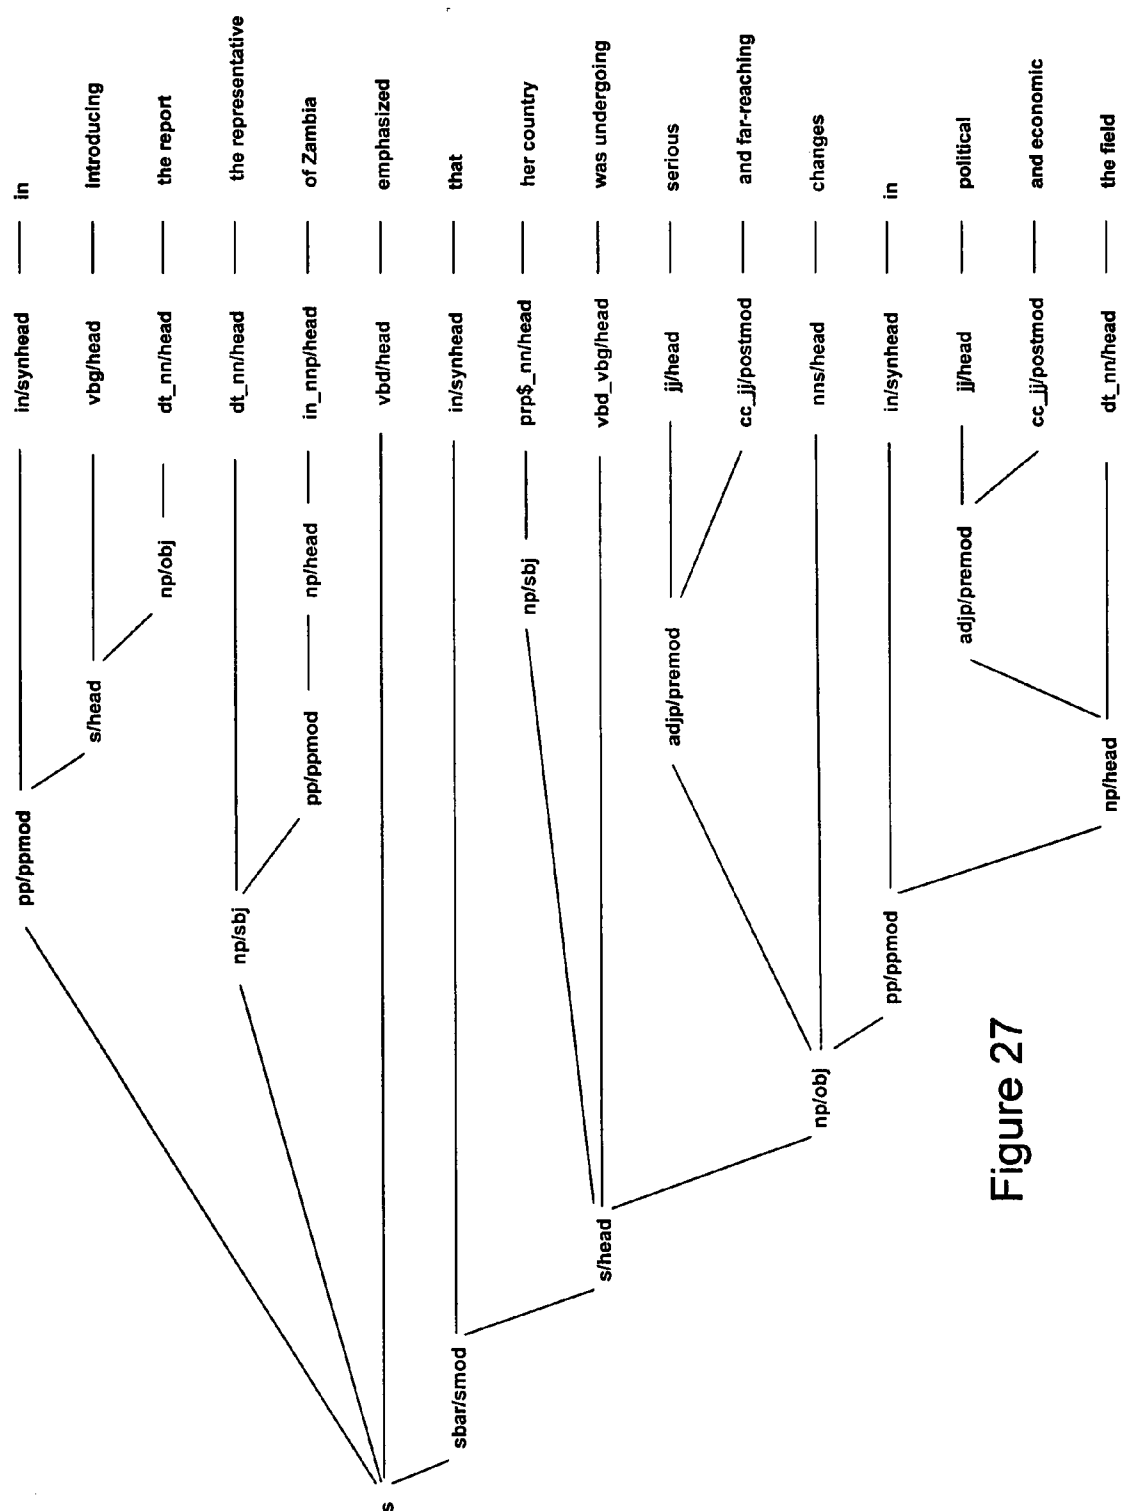 pp/ppmod in/synhead in
s/head vbg/head Introducing
np/obj dt_nn/head the report
np/sbj dt_nn/head the representative
pp/ppmod np/head in_nnp/head of Zambia
s vbd/head emphasized
sbar/smod in/synhead that
np/sbj prp$_nn/head her country
s/head vbd_vbg/head was undergoing
adjp/premod jj/head serious
cc_jj/postmod and far-reaching
np/obj nns/head changes
pp/ppmod in/synhead in
adjp/premod jj/head political
cc_jj/postmod and economic
np/head dt_nn/head the field
Figure 27